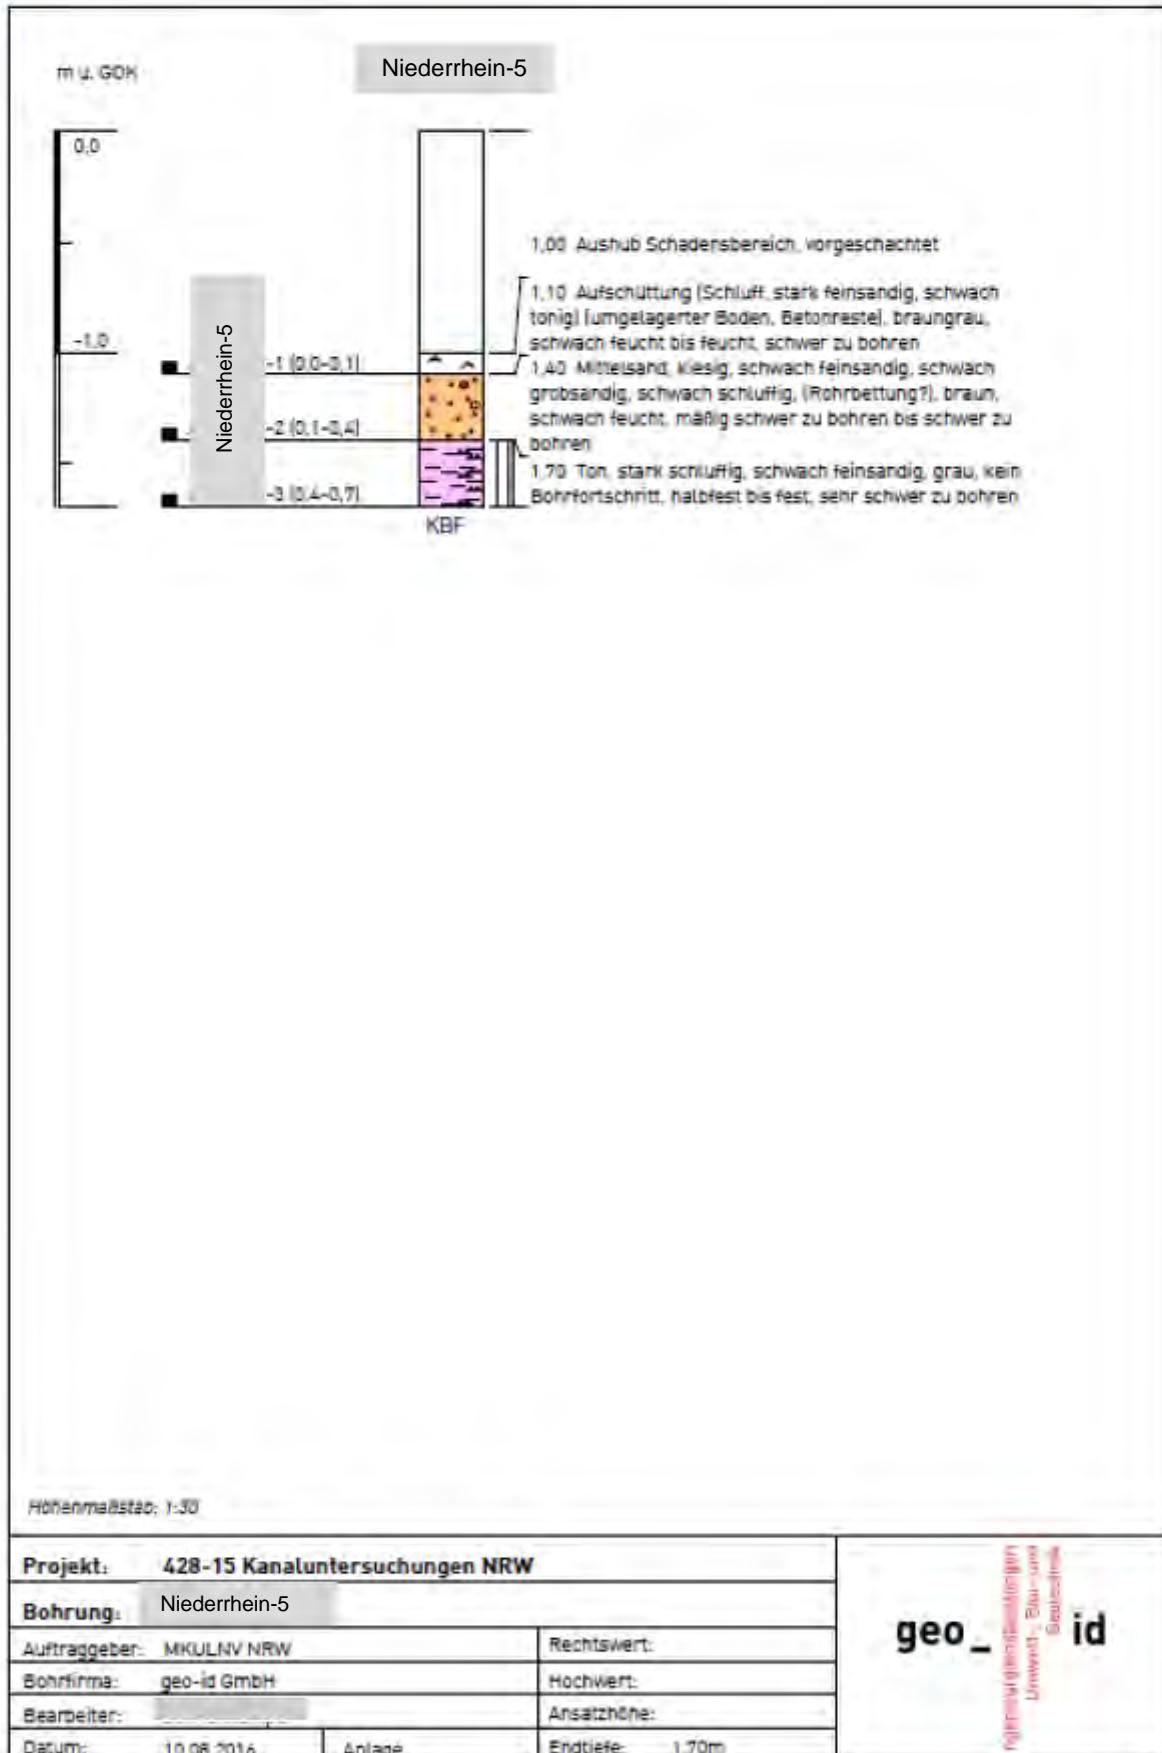 m u. GOK
Niederrhein-5
0,0
1,00 Aushub Schadensbereich, vorgeschachtet
1,10 Aufschüttung (Schluff, stark feinsandig, schwach
tonig) (umgelagerter Boden, Betonreste), braungrau,
schwach feucht bis feucht, schwer zu bohren
-1,0
Niederrhein-5
-1 (0,0-0,1)
1,40 Mittelsand, kiesig, schwach feinsandig, schwach
grobsandig, schwach schluffig, (Rohrbettung?), braun,
schwach feucht, mäßig schwer zu bohren bis schwer zu
bohren
-2 (0,1-0,4)
1,70 Ton, stark schluffig, schwach feinsandig, grau, kein
Bohrfortschritt, halbfest bis fest, sehr schwer zu bohren
-3 (0,4-0,7)
KBF
Höhenmaßstab: 1:30
Projekt: 428-15 Kanaluntersuchungen NRW
Bohrung: Niederrhein-5
Auftraggeber: MKULNV NRW
Rechtswert:
Bohrfirma: geo-id GmbH
Hochwert:
Bearbeiter:
Ansatzhöhe:
Datum: 10.08.2016
Anlage
Endtiefe: 1,70m
geo_ id
Umwelt-, Bau- und